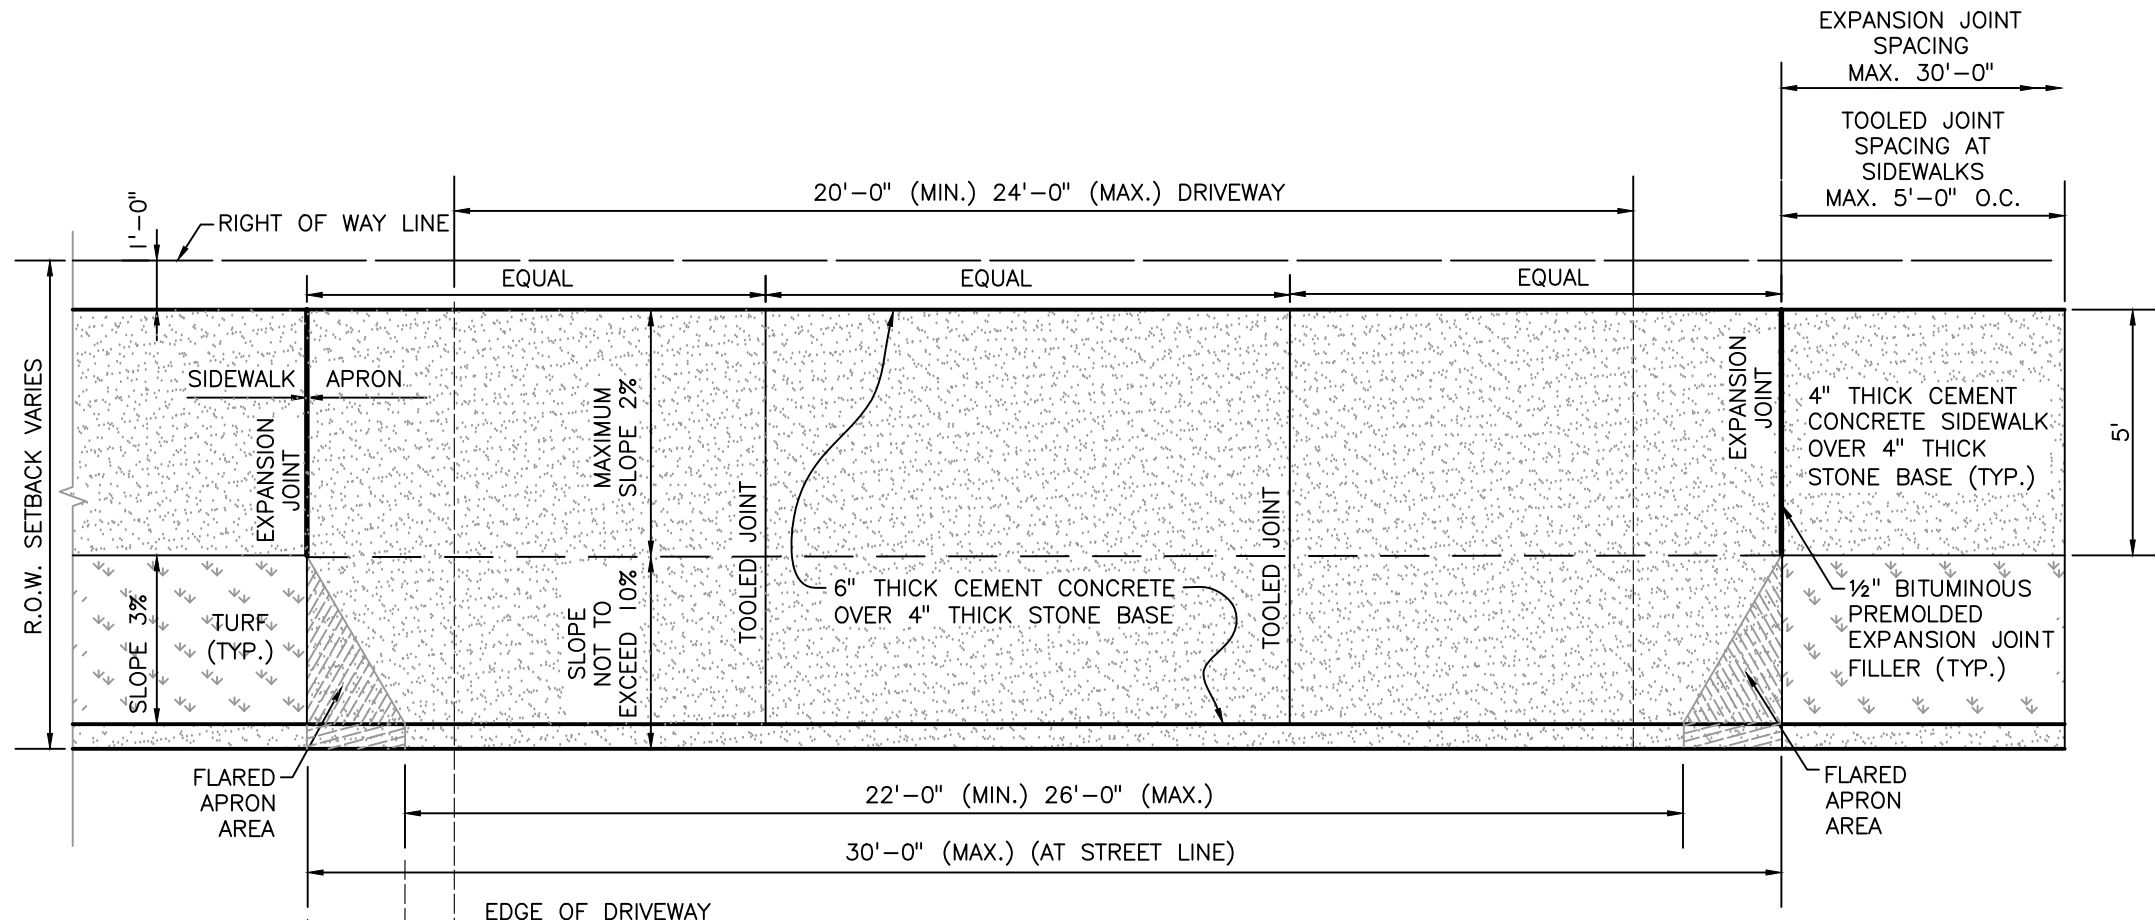 EXPANSION JOINT
SPACING
MAX. 30'-0"
TOOLED JOINT
SPACING AT
SIDEWALKS
MAX. 5'-0" O.C.
20'-0" (MIN.) 24'-0" (MAX.) DRIVEWAY
1'-0"
RIGHT OF WAY LINE
EQUAL
EQUAL
EQUAL
R.O.W. SETBACK VARIES
SIDEWALK
APRON
EXPANSION
JOINT
MAXIMUM
SLOPE 2%
TOOLED JOINT
TOOLED JOINT
EXPANSION
JOINT
4" THICK CEMENT
CONCRETE SIDEWALK
OVER 4" THICK
STONE BASE (TYP.)
5'
SLOPE 3%
TURF
(TYP.)
SLOPE
NOT TO
EXCEED 10%
6" THICK CEMENT CONCRETE
OVER 4" THICK STONE BASE
½" BITUMINOUS
PREMOLDED
EXPANSION JOINT
FILLER (TYP.)
FLARED
APRON
AREA
22'-0" (MIN.) 26'-0" (MAX.)
FLARED
APRON
AREA
30'-0" (MAX.) (AT STREET LINE)
EDGE OF DRIVEWAY